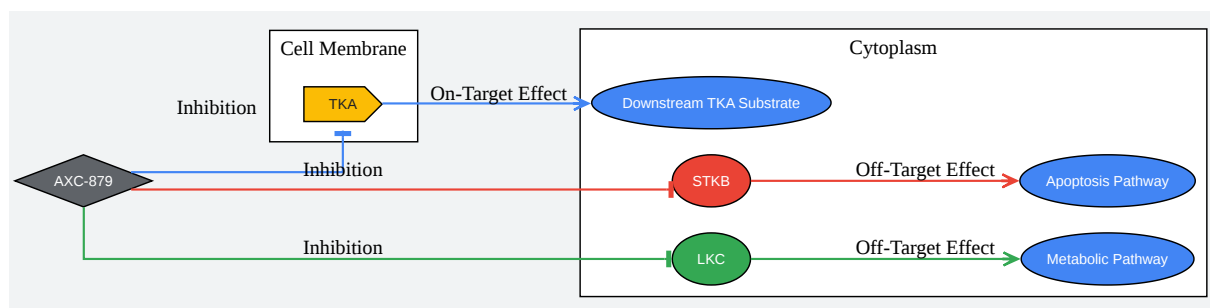 Cell Membrane
Cytoplasm
Inhibition
TKA
On-Target Effect
Downstream TKA Substrate
AXC-879
Inhibition
STKB
Off-Target Effect
Apoptosis Pathway
Inhibition
LKC
Off-Target Effect
Metabolic Pathway